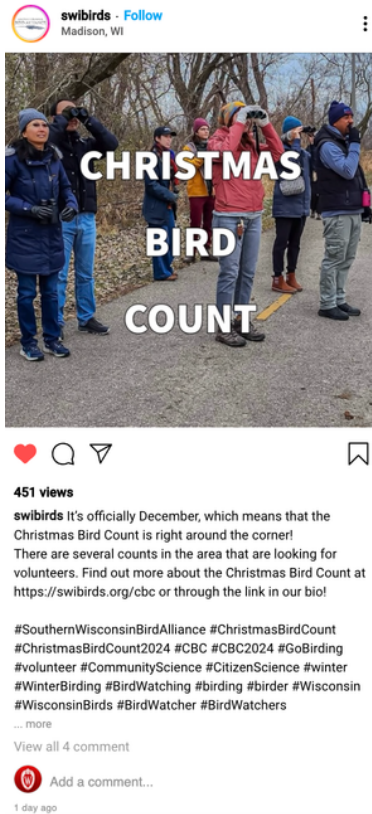 swibirds · Follow
Madison, WI
CHRISTMAS
BIRD
COUNT
451 views
swibirds It's officially December, which means that the
Christmas Bird Count is right around the corner!
There are several counts in the area that are looking for
volunteers. Find out more about the Christmas Bird Count at
https://swibirds.org/cbc or through the link in our bio!
#SouthernWisconsinBirdAlliance #ChristmasBirdCount
#ChristmasBirdCount2024 #CBC #CBC2024 #GoBirding
#volunteer #CommunityScience #CitizenScience #winter
#WinterBirding #BirdWatching #birding #birder #Wisconsin
#WisconsinBirds #BirdWatcher #BirdWatchers
... more
View all 4 comment
W
Add a comment...
1 day ago